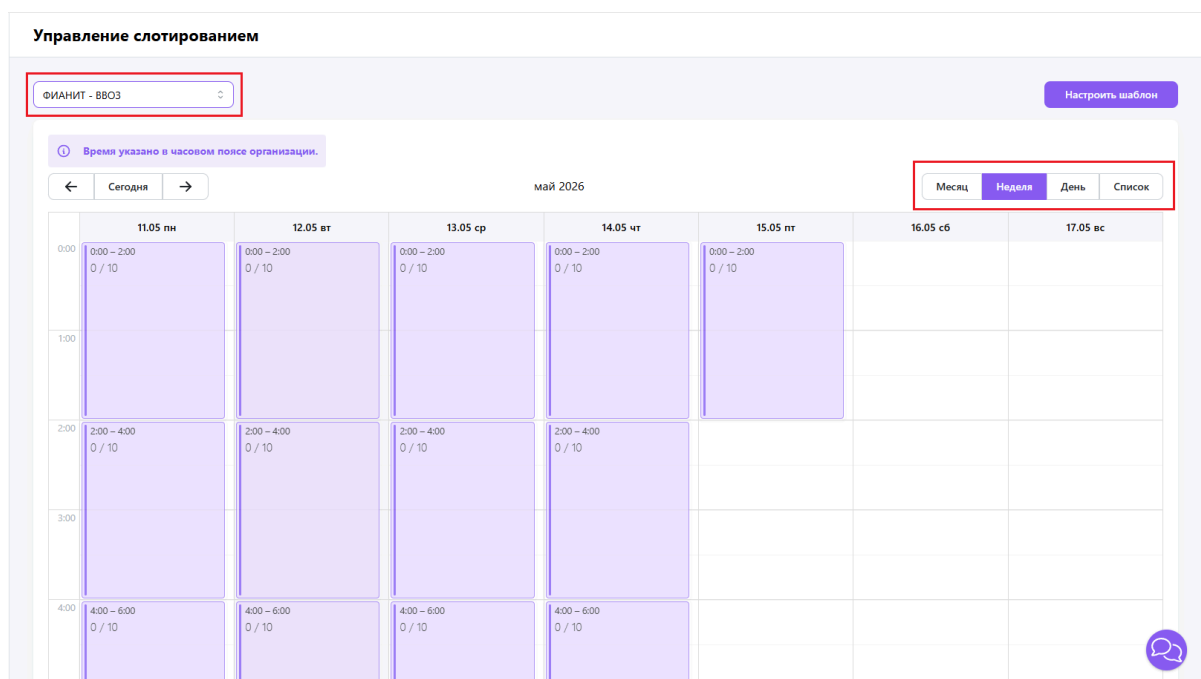 Управление слотированием
ФИАНИТ - ВВОЗ
Настроить шаблон
Время указано в часовом поясе организации.
Сегодня
май 2026
Месяц Неделя День Список
11.05 пн 12.05 вт 13.05 ср 14.05 чт 15.05 пт 16.05 сб 17.05 вс
0:00 0:00 – 2:00 0:00 – 2:00 0:00 – 2:00 0:00 – 2:00 0:00 – 2:00
0 / 10 0 / 10 0 / 10 0 / 10 0 / 10
1:00
2:00 2:00 – 4:00 2:00 – 4:00 2:00 – 4:00 2:00 – 4:00
0 / 10 0 / 10 0 / 10 0 / 10
3:00
4:00 4:00 – 6:00 4:00 – 6:00 4:00 – 6:00 4:00 – 6:00
0 / 10 0 / 10 0 / 10 0 / 10